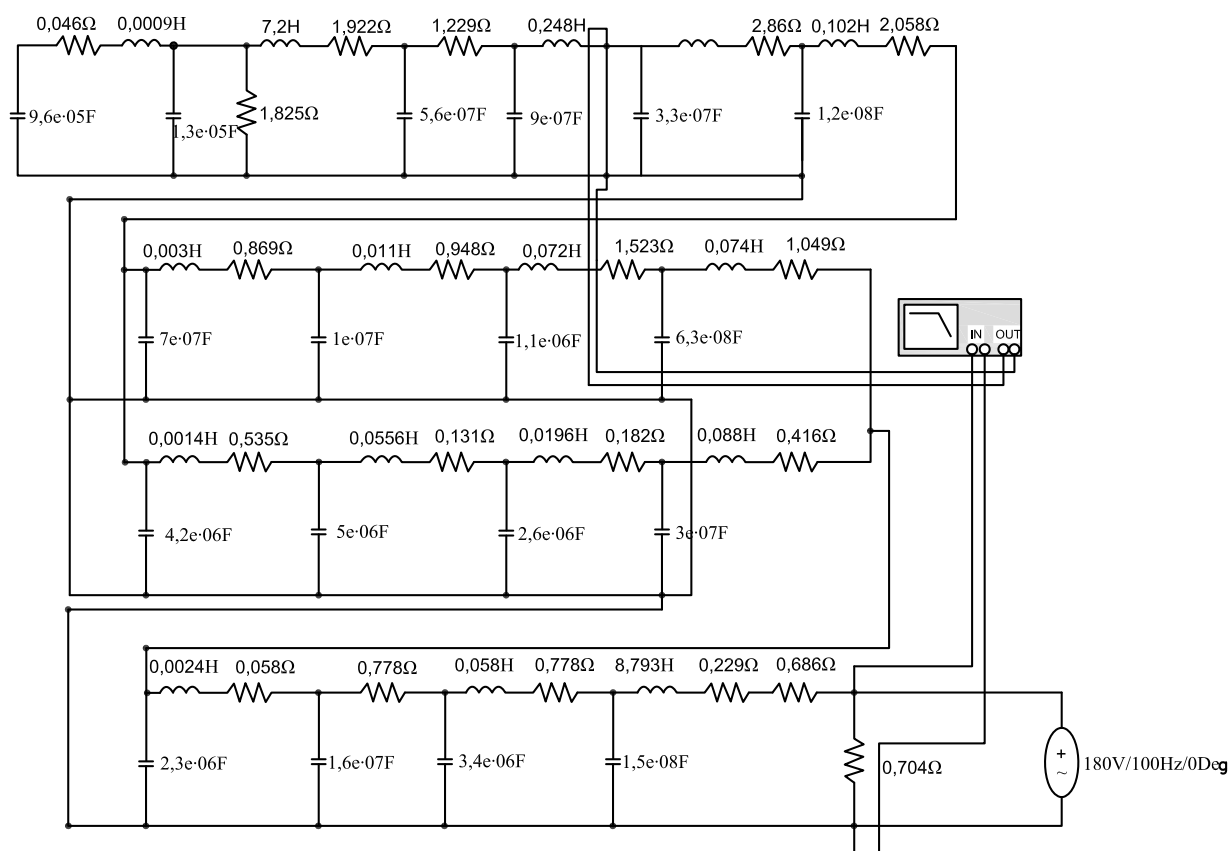 0,046Ω 0,0009H 7,2H 1,922Ω 1,229Ω 0,248H 2,86Ω 0,102H 2,058Ω
9,6e·05F 1,3e·05F 1,825Ω 5,6e·07F 9e·07F 3,3e·07F 1,2e·08F
0,003H 0,869Ω 0,011H 0,948Ω 0,072H 1,523Ω 0,074H 1,049Ω
7e·07F 1e·07F 1,1e·06F 6,3e·08F
IN OUT
0,0014H 0,535Ω 0,0556H 0,131Ω 0,0196H 0,182Ω 0,088H 0,416Ω
4,2e·06F 5e·06F 2,6e·06F 3e·07F
0,0024H 0,058Ω 0,778Ω 0,058H 0,778Ω 8,793H 0,229Ω 0,686Ω
2,3e·06F 1,6e·07F 3,4e·06F 1,5e·08F 0,704Ω 180V/100Hz/0Deg